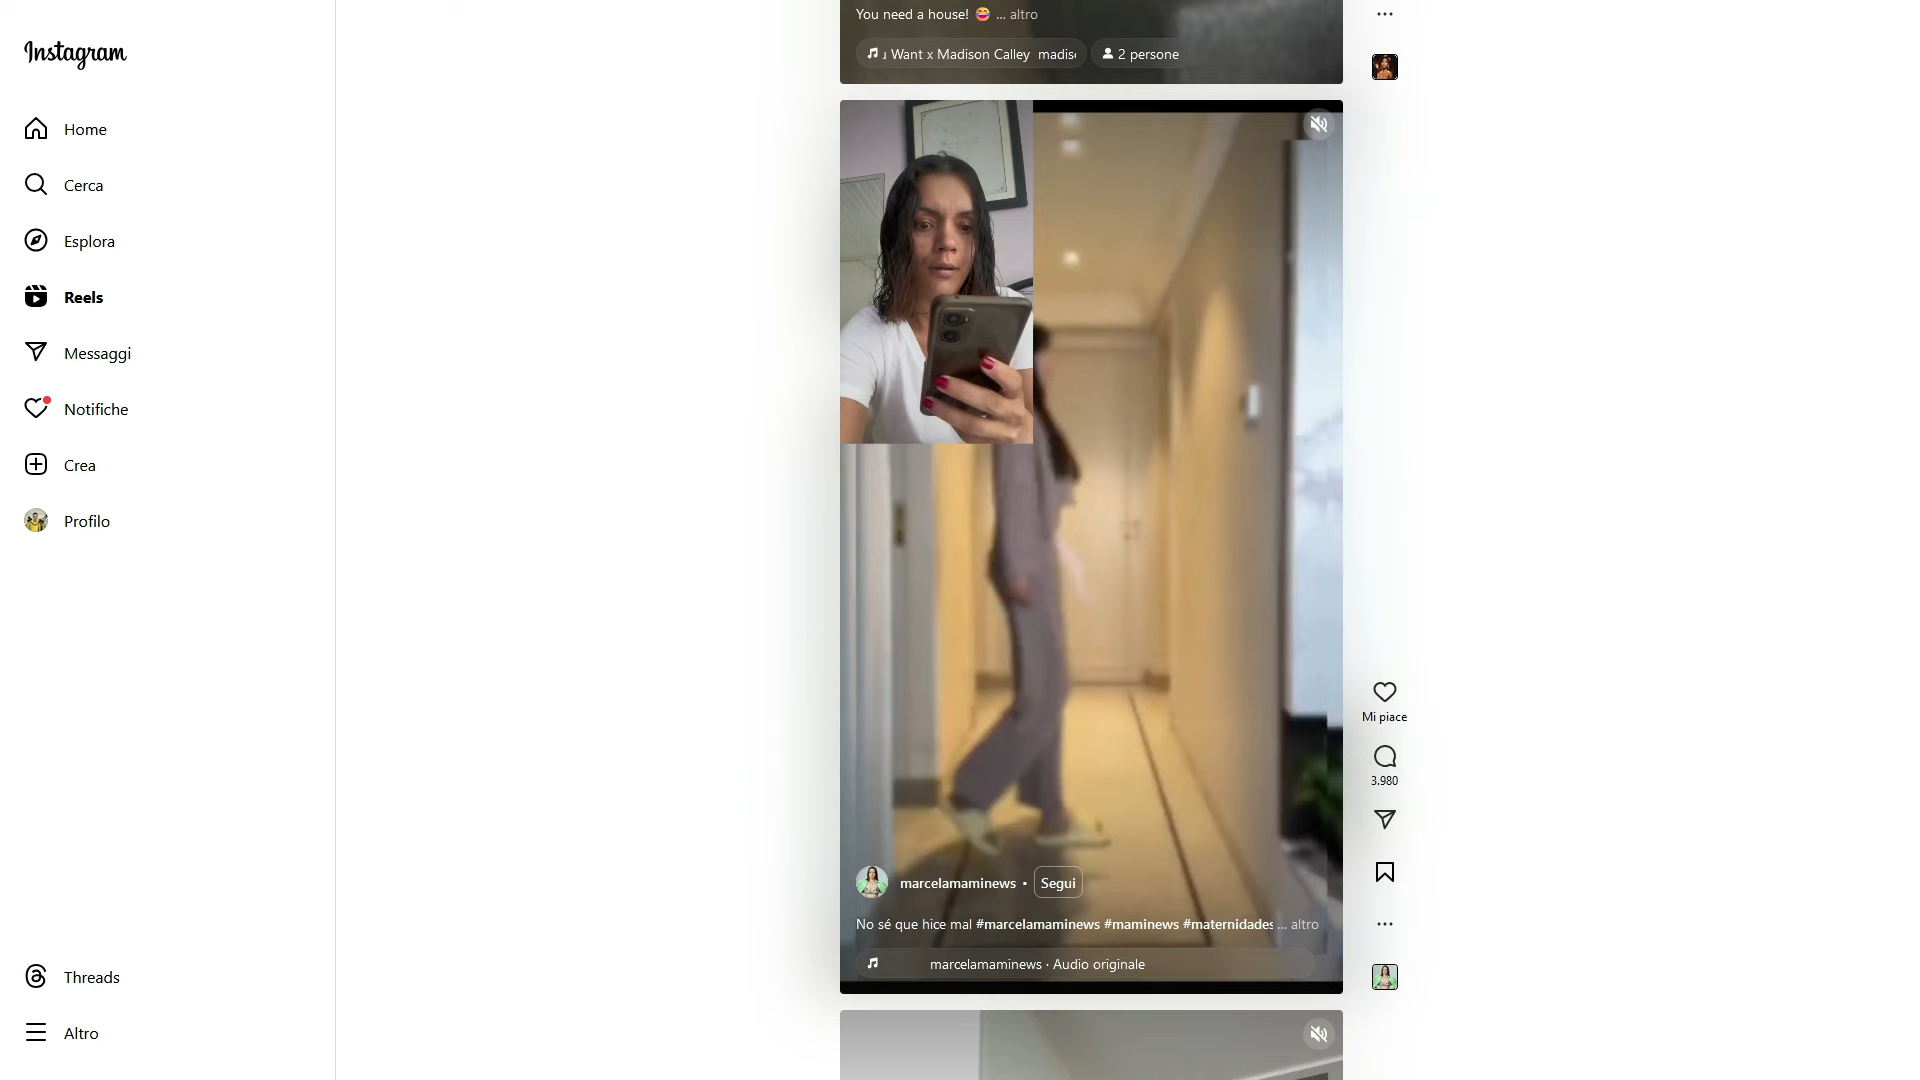 Instagram
Home
Cerca
Esplora
Reels
Messaggi
Notifiche
Crea
Profilo
Threads
Altro
You need a house! 😂 ... altro
Want x Madison Calley madis
2 persone
marcelamaminews • Segui
No sé que hice mal #marcelamaminews #maminews #maternidades ... altro
marcelamaminews · Audio originale
Mi piace
3.980